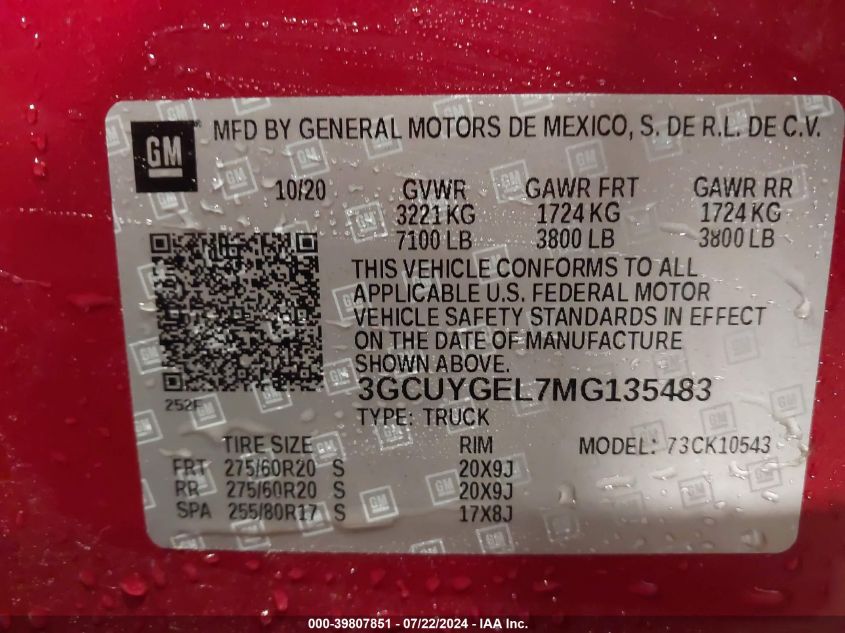 GM
MFD BY GENERAL MOTORS DE MEXICO, S. DE R.L. DE C.V.
10/20 GVWR GAWR FRT GAWR RR
3221 KG 1724 KG 1724 KG
7100 LB 3800 LB 3800 LB
THIS VEHICLE CONFORMS TO ALL
APPLICABLE U.S. FEDERAL MOTOR
VEHICLE SAFETY STANDARDS IN EFFECT
ON THE DATE OF MANUFACTURE
SHOWN ABOVE.
3GCUYGEL7MG135483
252F
TYPE: TRUCK
TIRE SIZE RIM MODEL: 73CK10543
FRT 275/60R20 S 20X9J
RR 275/60R20 S 20X9J
SPA 255/80R17 S 17X8J
000-39807851 - 07/22/2024 - IAA Inc.